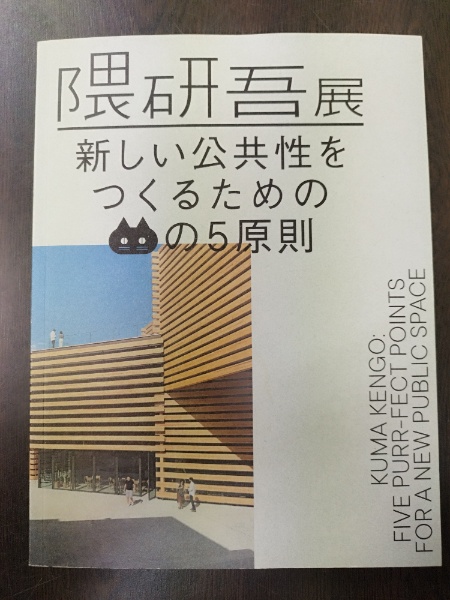 隈研吾展
新しい公共性を
つくるための
の5原則
KUMA KENGO:
FIVE PURR-FECT POINTS
FOR A NEW PUBLIC SPACE